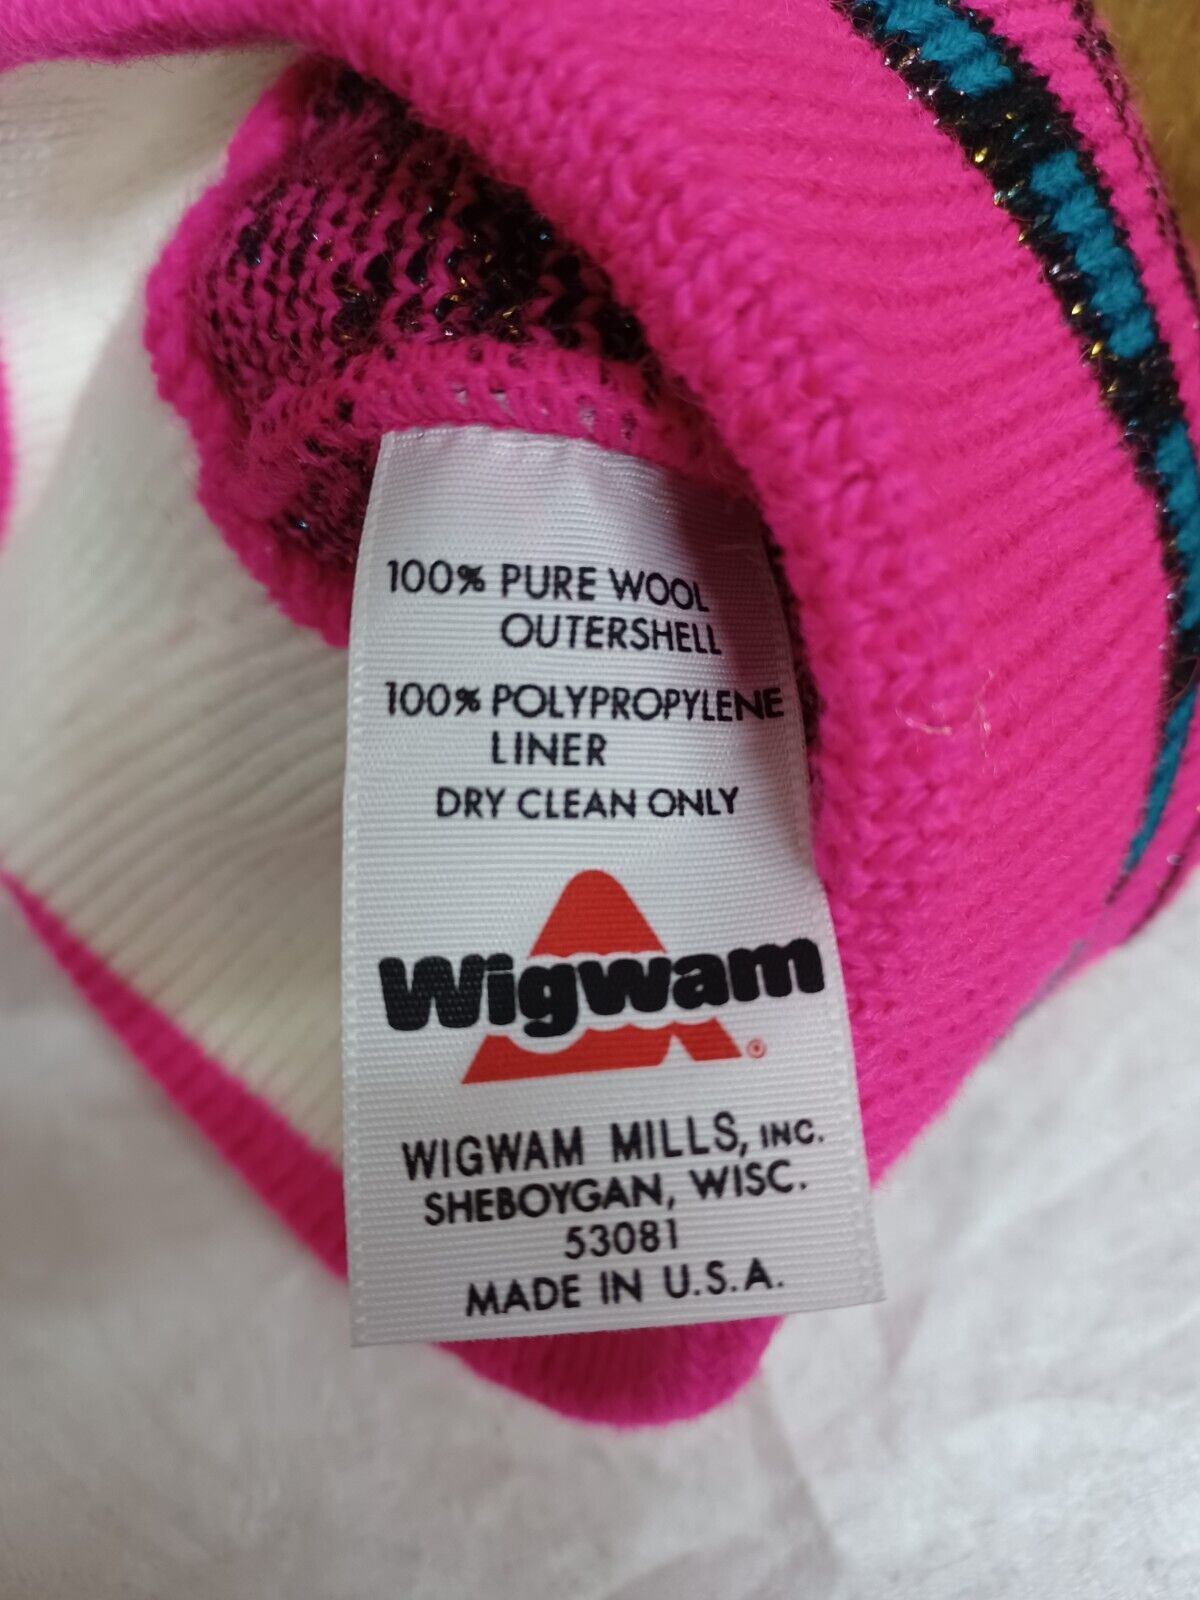 100% PURE WOOL
OUTERSHELL
100% POLYPROPYLENE
LINER
DRY CLEAN ONLY
Wigwam ®
WIGWAM MILLS, INC.
SHEBOYGAN, WISC.
53081
MADE IN U.S.A.